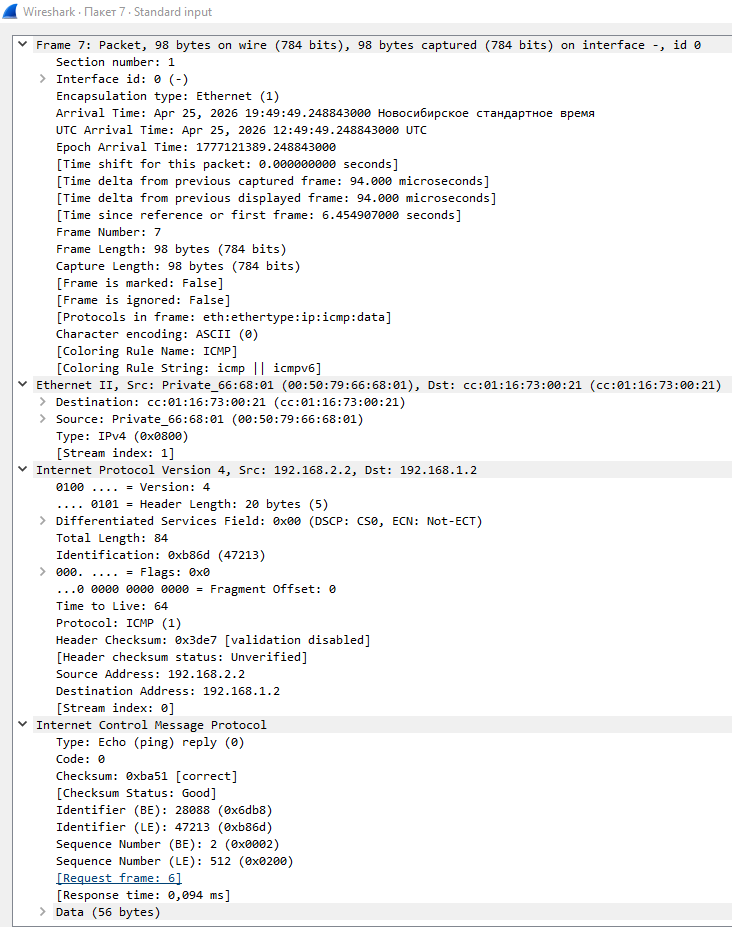 Wireshark · Пакет 7 · Standard input
Frame 7: Packet, 98 bytes on wire (784 bits), 98 bytes captured (784 bits) on interface -, id 0
Section number: 1
Interface id: 0 (-)
Encapsulation type: Ethernet (1)
Arrival Time: Apr 25, 2026 19:49:49.248843000 Новосибирское стандартное время
UTC Arrival Time: Apr 25, 2026 12:49:49.248843000 UTC
Epoch Arrival Time: 1777121389.248843000
[Time shift for this packet: 0.000000000 seconds]
[Time delta from previous captured frame: 94.000 microseconds]
[Time delta from previous displayed frame: 94.000 microseconds]
[Time since reference or first frame: 6.454907000 seconds]
Frame Number: 7
Frame Length: 98 bytes (784 bits)
Capture Length: 98 bytes (784 bits)
[Frame is marked: False]
[Frame is ignored: False]
[Protocols in frame: eth:ethertype:ip:icmp:data]
Character encoding: ASCII (0)
[Coloring Rule Name: ICMP]
[Coloring Rule String: icmp || icmpv6]
Ethernet II, Src: Private_66:68:01 (00:50:79:66:68:01), Dst: cc:01:16:73:00:21 (cc:01:16:73:00:21)
Destination: cc:01:16:73:00:21 (cc:01:16:73:00:21)
Source: Private_66:68:01 (00:50:79:66:68:01)
Type: IPv4 (0x0800)
[Stream index: 1]
Internet Protocol Version 4, Src: 192.168.2.2, Dst: 192.168.1.2
0100 .... = Version: 4
.... 0101 = Header Length: 20 bytes (5)
Differentiated Services Field: 0x00 (DSCP: CS0, ECN: Not-ECT)
Total Length: 84
Identification: 0xb86d (47213)
000. .... = Flags: 0x0
...0 0000 0000 0000 = Fragment Offset: 0
Time to Live: 64
Protocol: ICMP (1)
Header Checksum: 0x3de7 [validation disabled]
[Header checksum status: Unverified]
Source Address: 192.168.2.2
Destination Address: 192.168.1.2
[Stream index: 0]
Internet Control Message Protocol
Type: Echo (ping) reply (0)
Code: 0
Checksum: 0xba51 [correct]
[Checksum Status: Good]
Identifier (BE): 28088 (0x6db8)
Identifier (LE): 47213 (0xb86d)
Sequence Number (BE): 2 (0x0002)
Sequence Number (LE): 512 (0x0200)
[Request frame: 6]
[Response time: 0,094 ms]
Data (56 bytes)